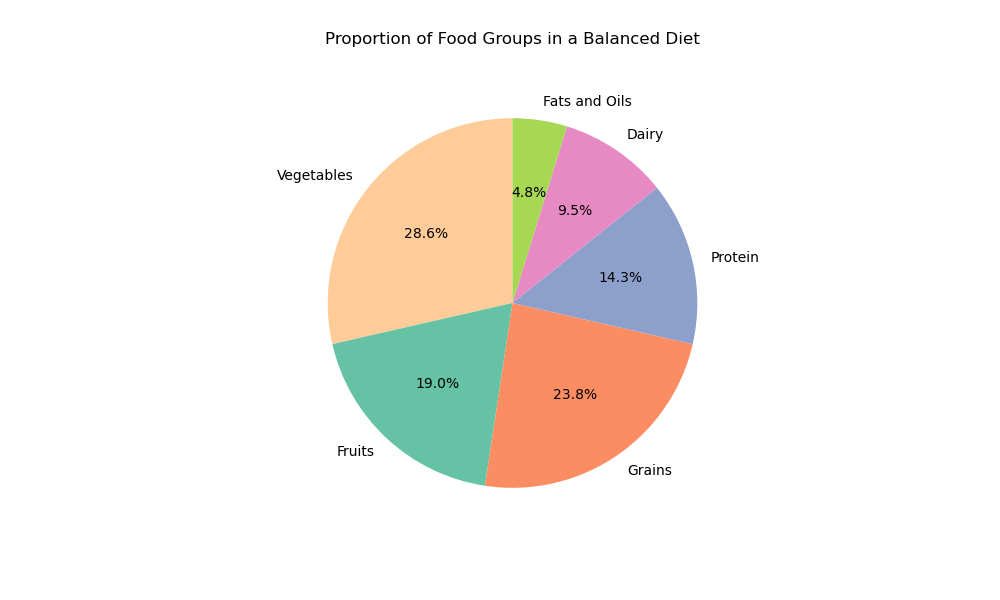 Proportion of Food Groups in a Balanced Diet
Fats and Oils
Dairy
Vegetables
4.8%
9.5%
28.6%
Protein
14.3%
19.0%
23.8%
Fruits
Grains